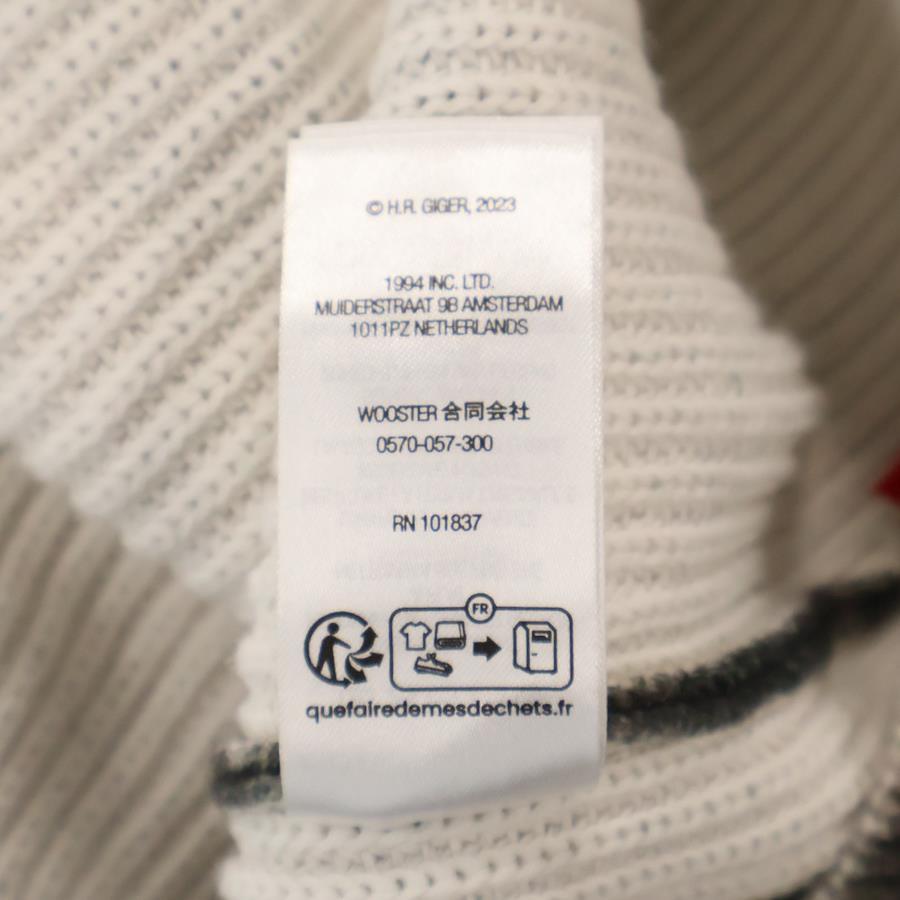 © H.R. GIGER, 2023
1994 INC. LTD.
MUIDERSTRAAT 98 AMSTERDAM
1011PZ NETHERLANDS
WOOSTER 合同会社
0570-057-300
RN 101837
FR
quefairedemesdechets.fr